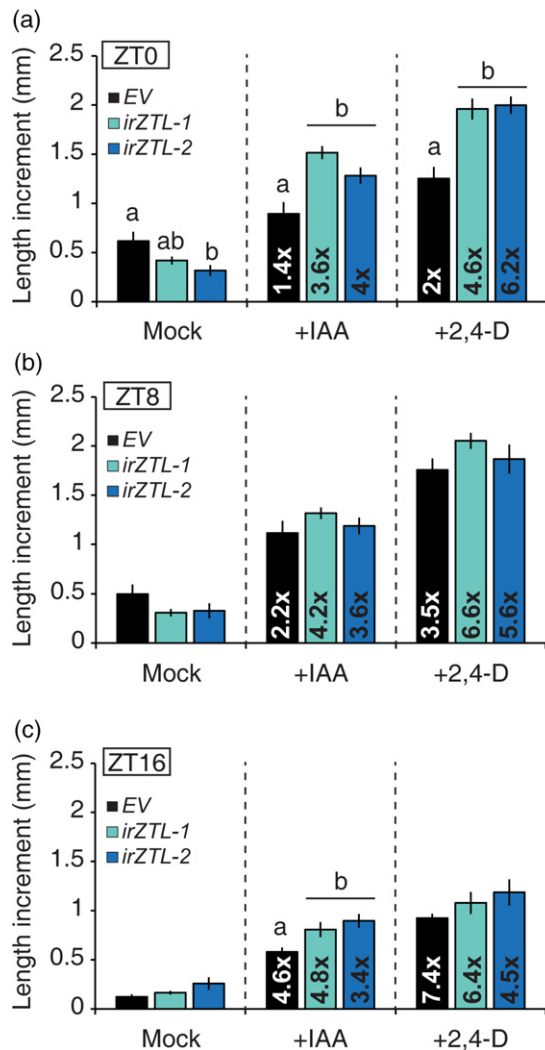 (a)
ZT0
Length increment (mm)
2.5
2
1.5
1
0.5
0
EV
irZTL-1
irZTL-2
a
ab
b
a
b
a
b
1.4x
3.6x
4x
2x
4.6x
6.2x
Mock
+IAA
+2,4-D
(b)
ZT8
Length increment (mm)
2.5
2
1.5
1
0.5
0
EV
irZTL-1
irZTL-2
2.2x
4.2x
3.6x
3.5x
6.6x
5.6x
Mock
+IAA
+2,4-D
(c)
ZT16
Length increment (mm)
2.5
2
1.5
1
0.5
0
EV
irZTL-1
irZTL-2
a
b
4.6x
4.8x
3.4x
7.4x
6.4x
4.5x
Mock
+IAA
+2,4-D